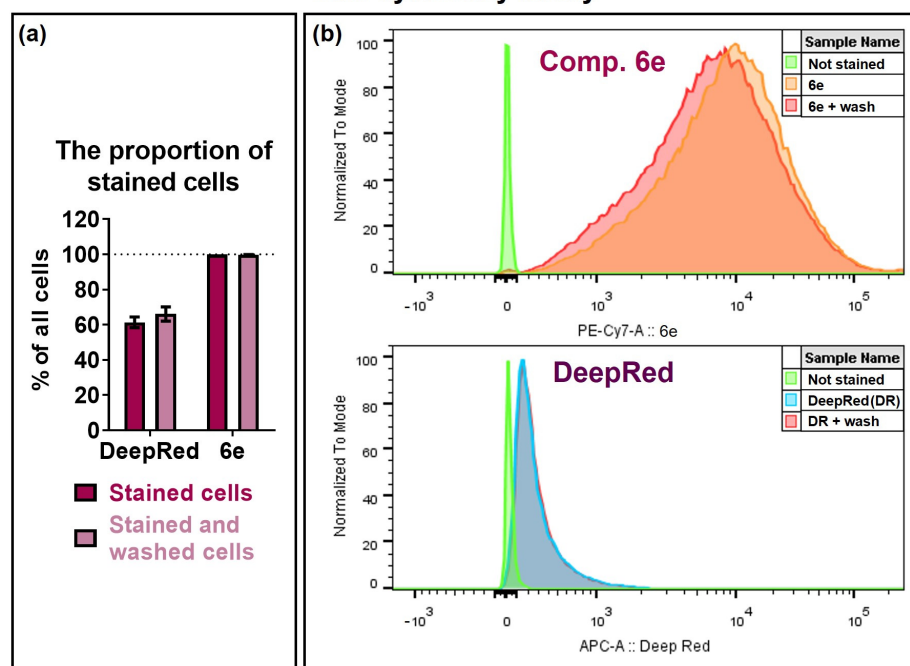 (a)
The proportion of
stained cells
% of all cells
120
100
80
60
40
20
0
DeepRed 6e
Stained cells
Stained and
washed cells
(b)
Comp. 6e
Sample Name
Not stained
6e
6e + wash
Normalized To Mode
100
80
60
40
20
0
-10³ 0 10³ 10⁴ 10⁵
PE-Cy7-A :: 6e
DeepRed
Sample Name
Not stained
DeepRed(DR)
DR + wash
Normalized To Mode
100
80
60
40
20
0
-10³ 0 10³ 10⁴ 10⁵
APC-A :: Deep Red